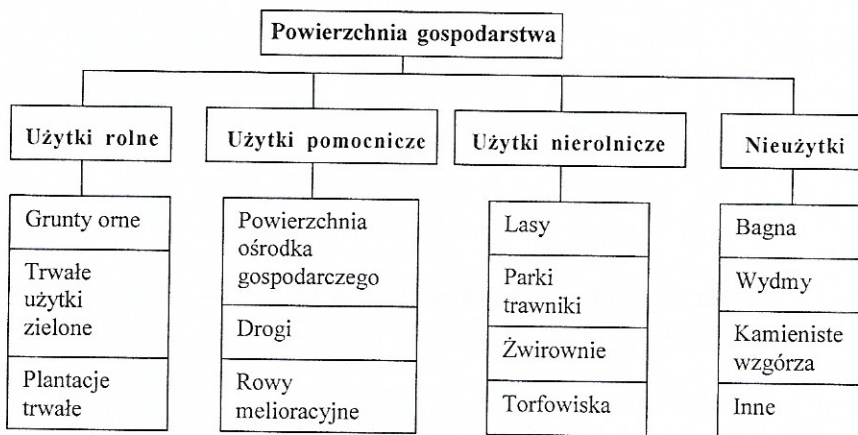 Powierzchnia gospodarstwa
Użytki rolne
Użytki pomocnicze
Użytki nierolnicze
Nieużytki
Grunty orne
Trwałe
użytki
zielone
Plantacje
trwałe
Powierzchnia
ośrodka
gospodarczego
Drogi
Rowy
melioracyjne
Lasy
Parki
trawniki
Żwirownie
Torfowiska
Bagna
Wydmy
Kamieniste
wzgórza
Inne